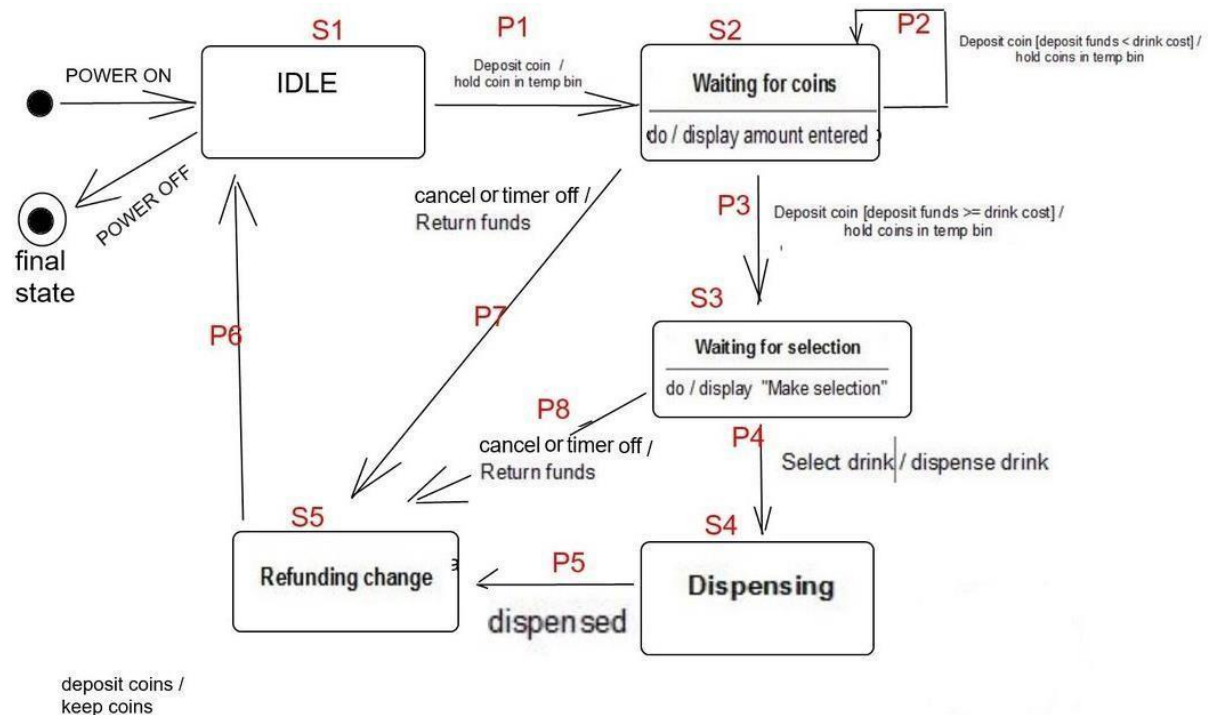 S1
P1
S2
P2
POWER ON
IDLE
Deposit coin /
hold coin in temp bin
Waiting for coins
do / display amount entered
Deposit coin [deposit funds < drink cost] /
hold coins in temp bin
POWER OFF
final
state
cancel or timer off /
Return funds
P3
Deposit coin [deposit funds >= drink cost] /
hold coins in temp bin
S3
P6
P7
Waiting for selection
do / display "Make selection"
P8
cancel or timer off /
Return funds
P4
Select drink / dispense drink
S5
S4
Refunding change
P5
dispensed
Dispensing
deposit coins /
keep coins